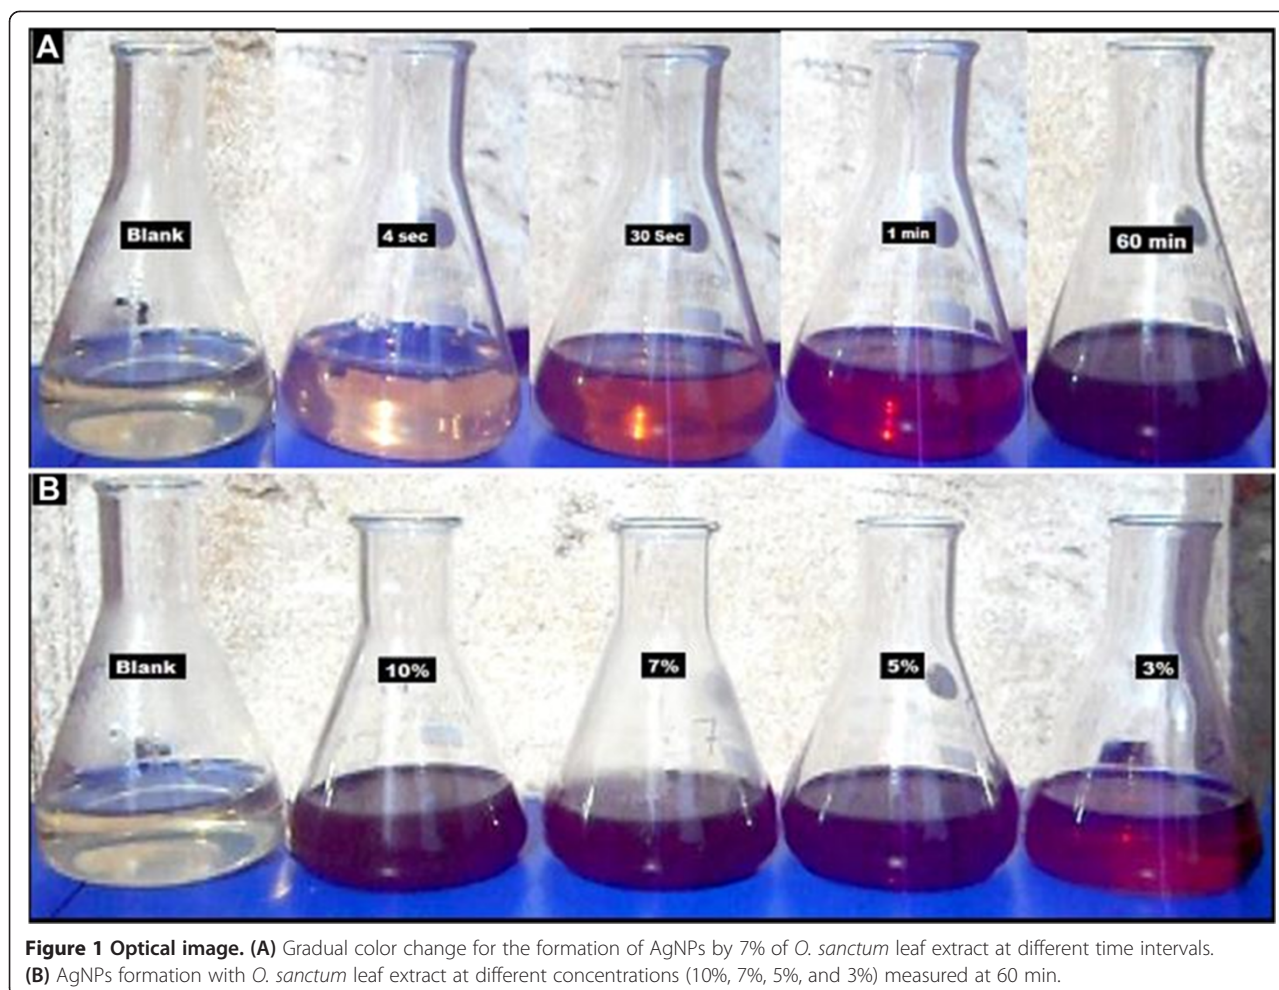 A
Blank
4 sec
30 Sec
1 min
60 min
B
Blank
10%
7%
5%
3%
7
Figure 1 Optical image. (A) Gradual color change for the formation of AgNPs by 7% of O. sanctum leaf extract at different time intervals.
(B) AgNPs formation with O. sanctum leaf extract at different concentrations (10%, 7%, 5%, and 3%) measured at 60 min.